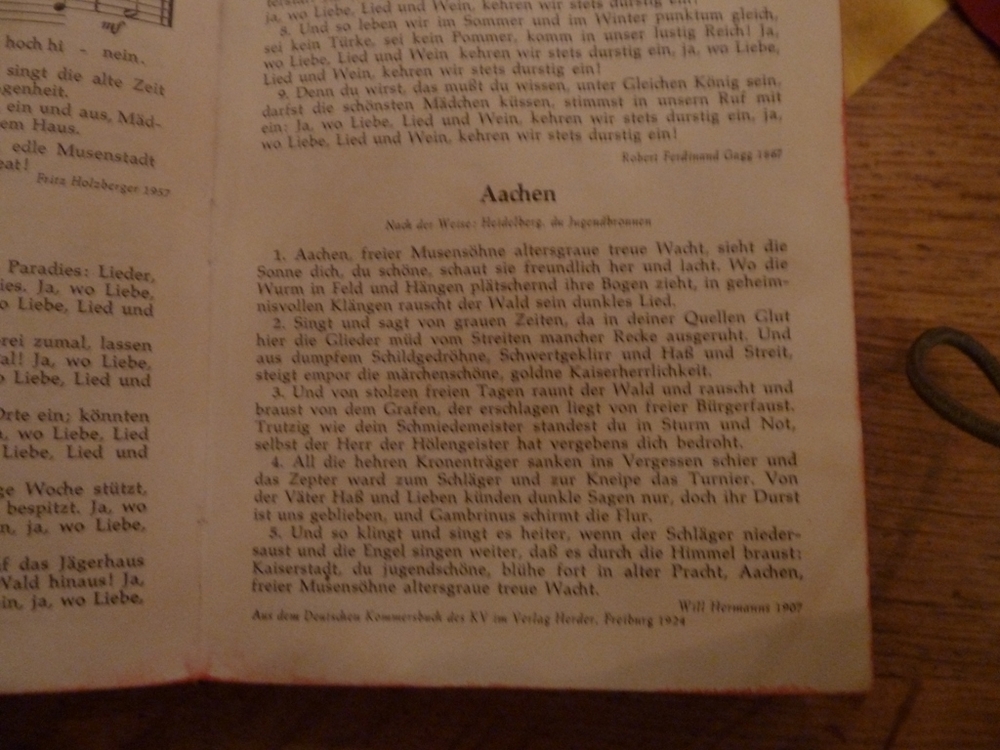 mf
hoch hi - nein.
singt die alte Zeit
genheit.
ein und aus, Mäd-
em Haus.
edle Musenstadt
eat!
Fritz Holzberger 1957
Paradies: Lieder,
ies. Ja, wo Liebe,
o Liebe, Lied und
rei zumal, lassen
al! Ja, wo Liebe,
o Liebe, Lied und
Orte ein; könnten
a, wo Liebe, Lied
Liebe, Lied und
ge Woche stützt,
bespitzt. Ja, wo
n, ja, wo Liebe,
f das Jägerhaus
Wald hinaus! Ja,
in, ja, wo Liebe,
ja, wo Liebe, Lied und Wein, kehren wir stets durstig ein!
8. Und so leben wir im Sommer und im Winter punktum gleich,
sei kein Türke, sei kein Pommer, komm in unser lustig Reich! Ja,
wo Liebe, Lied und Wein kehren wir stets durstig ein, ja, wo Liebe,
Lied und Wein, kehren wir stets durstig ein!
9. Denn du wirst, das mußt du wissen, unter Gleichen König sein,
darfst die schönsten Mädchen küssen, stimmst in unsern Ruf mit
ein: Ja, wo Liebe, Lied und Wein, kehren wir stets durstig ein, ja,
wo Liebe, Lied und Wein, kehren wir stets durstig ein!
Robert Ferdinand Gagg 1867
Aachen
Nach der Weise: Heidelberg, du Jugendbronnen
1. Aachen, freier Musensöhne altersgraue treue Wacht, sieht die
Sonne dich, du schöne, schaut sie freundlich her und lacht. Wo die
Wurm in Feld und Hängen plätschernd ihre Bogen zieht, in geheim-
nisvollen Klängen rauscht der Wald sein dunkles Lied.
2. Singt und sagt von grauen Zeiten, da in deiner Quellen Glut
hier die Glieder müd vom Streiten mancher Recke ausgeruht. Und
aus dumpfem Schildgedröhne, Schwertgeklirr und Haß und Streit,
steigt empor die märchenschöne, goldne Kaiserherrlichkeit.
3. Und von stolzen freien Tagen raunt der Wald und rauscht und
braust von dem Grafen, der erschlagen liegt von freier Bürgerfaust.
Trutzig wie dein Schmiedemeister standest du in Sturm und Not,
selbst der Herr der Hölengeister hat vergebens dich bedroht.
4. All die hehren Kronenträger sanken ins Vergessen schier und
das Zepter ward zum Schläger und zur Kneipe das Turnier. Von
der Väter Haß und Lieben künden dunkle Sagen nur, doch ihr Durst
ist uns geblieben, und Gambrinus schirmt die Flur.
5. Und so klingt und singt es heiter, wenn der Schläger nieder-
saust und die Engel singen weiter, daß es durch die Himmel braust:
Kaiserstadt, du jugendschöne, blühe fort in alter Pracht, Aachen,
freier Musensöhne altersgraue treue Wacht.
Will Hermanns 1907
Aus dem Deutschen Kommersbuch des KV im Verlag Herder, Freiburg 1924